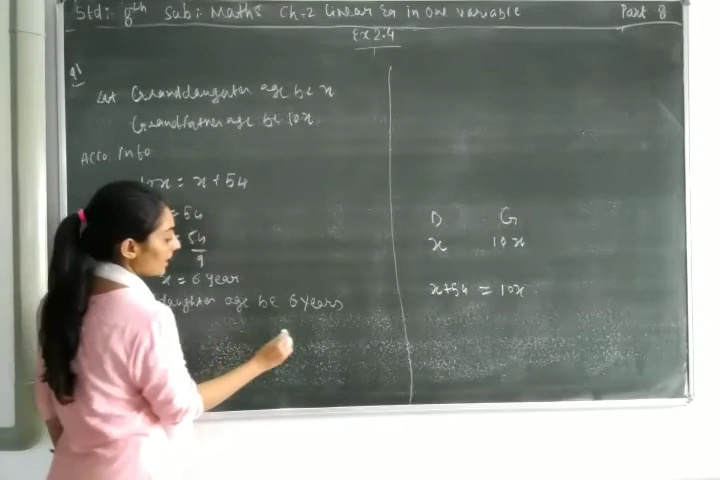 Std: 8th Sub: Maths Ch-2 Linear Eq in one variable Part 8
Ex 2.4
Let Granddaughter age be x
Grandfather age be 10x
Acco. info
10x = x + 54
= 54
54
9
x = 6 year
daughter age be 6 years
D G
x 10x
x+54 = 10x